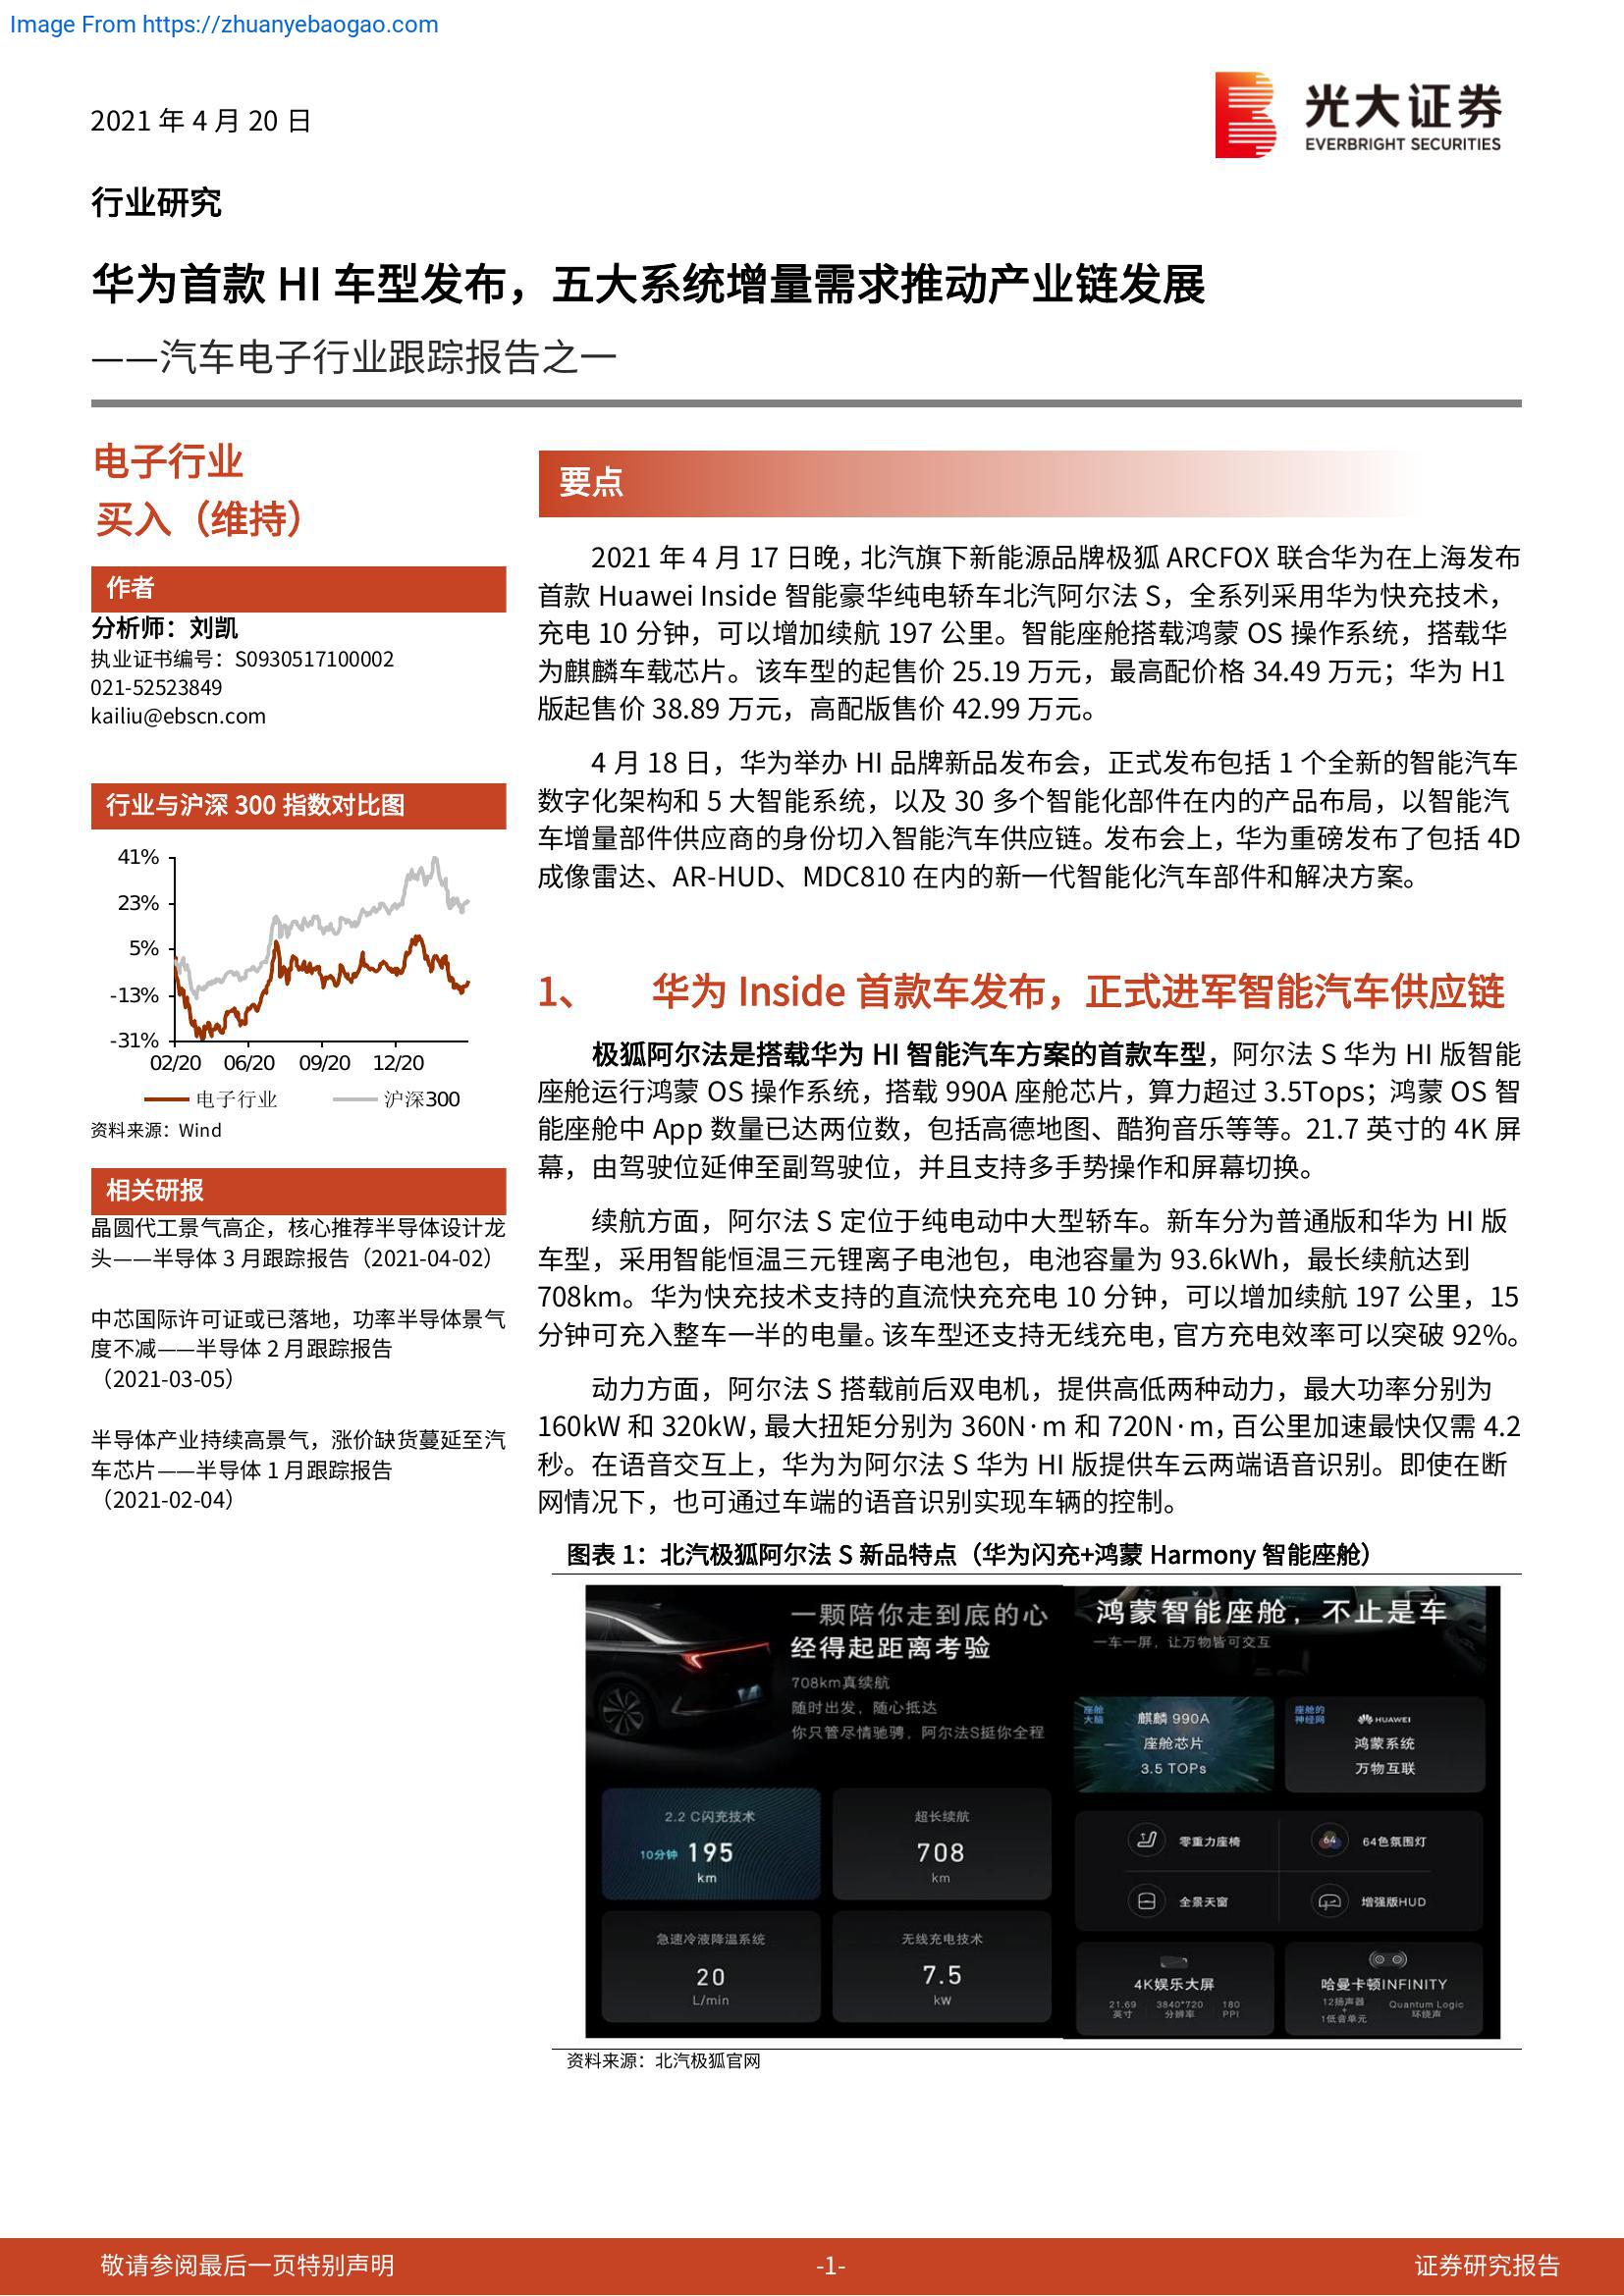 Image From https://zhuanyebaogao.com
2021 年 4 月 20 日
光大证券
EVERBRIGHT SECURITIES
行业研究
华为首款 HI 车型发布，五大系统增量需求推动产业链发展
——汽车电子行业跟踪报告之一
电子行业
买入（维持）
作者
分析师：刘凯
执业证书编号：S0930517100002
021-52523849
kailiu@ebscn.com
行业与沪深 300 指数对比图
41%
23%
5%
-13%
-31%
02/20 06/20 09/20 12/20
电子行业 沪深300
资料来源：Wind
相关研报
晶圆代工景气高企，核心推荐半导体设计龙
头——半导体 3 月跟踪报告（2021-04-02）
中芯国际许可证或已落地，功率半导体景气
度不减——半导体 2 月跟踪报告
（2021-03-05）
半导体产业持续高景气，涨价缺货蔓延至汽
车芯片——半导体 1 月跟踪报告
（2021-02-04）
要点
2021 年 4 月 17 日晚，北汽旗下新能源品牌极狐 ARCFOX 联合华为在上海发布
首款 Huawei Inside 智能豪华纯电轿车北汽阿尔法 S，全系列采用华为快充技术，
充电 10 分钟，可以增加续航 197 公里。智能座舱搭载鸿蒙 OS 操作系统，搭载华
为麒麟车载芯片。该车型的起售价 25.19 万元，最高配价格 34.49 万元；华为 H1
版起售价 38.89 万元，高配版售价 42.99 万元。
4 月 18 日，华为举办 HI 品牌新品发布会，正式发布包括 1 个全新的智能汽车
数字化架构和 5 大智能系统，以及 30 多个智能化部件在内的产品布局，以智能汽
车增量部件供应商的身份切入智能汽车供应链。发布会上，华为重磅发布了包括 4D
成像雷达、AR-HUD、MDC810 在内的新一代智能化汽车部件和解决方案。
1、 华为 Inside 首款车发布，正式进军智能汽车供应链
极狐阿尔法是搭载华为 HI 智能汽车方案的首款车型，阿尔法 S 华为 HI 版智能
座舱运行鸿蒙 OS 操作系统，搭载 990A 座舱芯片，算力超过 3.5Tops；鸿蒙 OS 智
能座舱中 App 数量已达两位数，包括高德地图、酷狗音乐等等。21.7 英寸的 4K 屏
幕，由驾驶位延伸至副驾驶位，并且支持多手势操作和屏幕切换。
续航方面，阿尔法 S 定位于纯电动中大型轿车。新车分为普通版和华为 HI 版
车型，采用智能恒温三元锂离子电池包，电池容量为 93.6kWh，最长续航达到
708km。华为快充技术支持的直流快充充电 10 分钟，可以增加续航 197 公里，15
分钟可充入整车一半的电量。该车型还支持无线充电，官方充电效率可以突破 92%。
动力方面，阿尔法 S 搭载前后双电机，提供高低两种动力，最大功率分别为
160kW 和 320kW，最大扭矩分别为 360N·m 和 720N·m，百公里加速最快仅需 4.2
秒。在语音交互上，华为为阿尔法 S 华为 HI 版提供车云两端语音识别。即使在断
网情况下，也可通过车端的语音识别实现车辆的控制。
图表 1：北汽极狐阿尔法 S 新品特点（华为闪充+鸿蒙 Harmony 智能座舱）
一颗陪你走到底的心
经得起距离考验
708km真续航
随时出发，随心抵达
你只管尽情驰骋，阿尔法S挺你全程
2.2 C闪充技术
10分钟 195
km
超长续航
708
km
急速冷液降温系统
20
L/min
无线充电技术
7.5
kW
鸿蒙智能座舱，不止是车
一车一屏，让万物皆可交互
座舱
大脑
麒麟 990A
座舱芯片
3.5 TOPs
座舱的
神经网
HUAWEI
鸿蒙系统
万物互联
零重力座椅
64
64色氛围灯
全景天窗
增强版HUD
4K娱乐大屏
21.69 3840*720 180
英寸 分辨率 PPI
哈曼卡顿INFINITY
12扬声器
+
1低音单元
Quantum Logic
环绕声
资料来源：北汽极狐官网
敬请参阅最后一页特别声明 -1- 证券研究报告